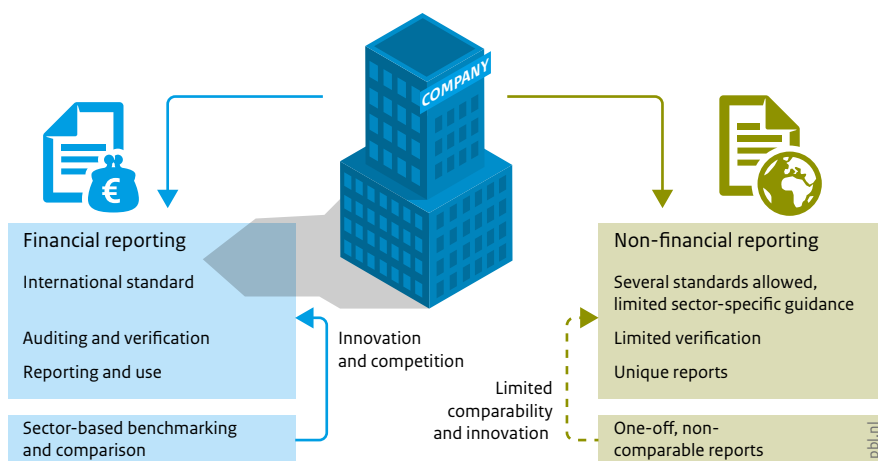 COMPANY
€
Financial reporting
International standard
Auditing and verification
Reporting and use
Sector-based benchmarking
and comparison
Innovation
and competition
Non-financial reporting
Several standards allowed,
limited sector-specific guidance
Limited verification
Unique reports
One-off, non-
comparable reports
Limited
comparability
and innovation
pbl.nl